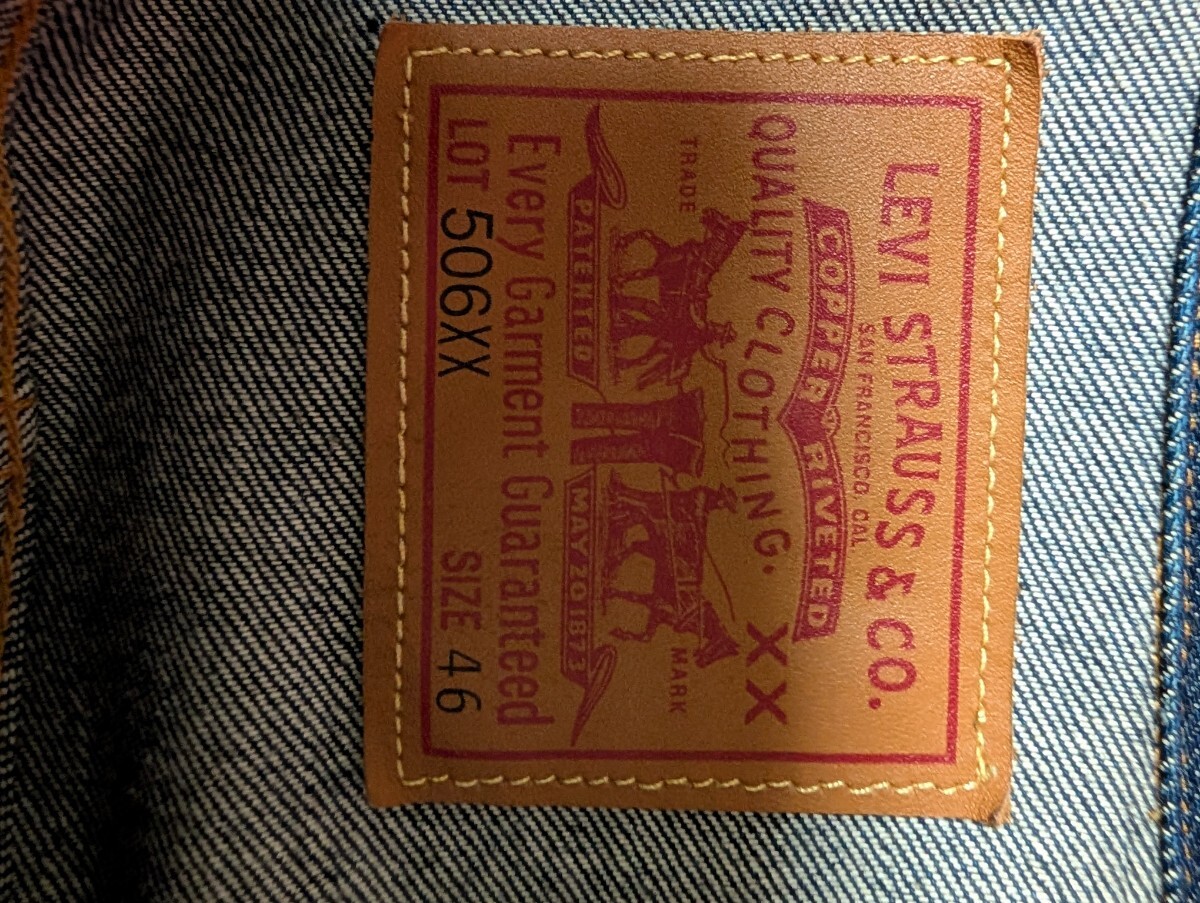 LEVI STRAUSS & CO.
SAN FRANCISCO, CAL.
COPPER RIVETED
QUALITY CLOTHING. XX
TRADE MARK
PATENTED MAY 20 1873
Every Garment Guaranteed
LOT 506XX SIZE 46